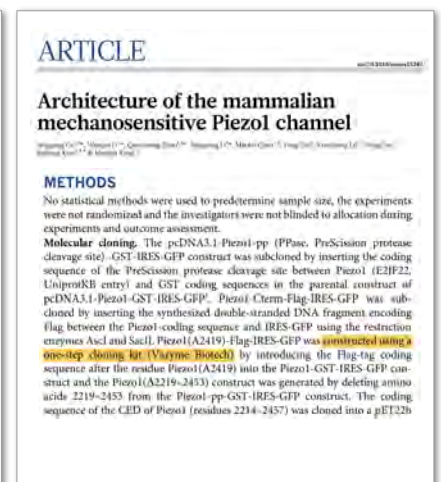 ARTICLE
Architecture of the mammalian
mechanosensitive Piezo1 channel
METHODS
No statistical methods were used to predetermine sample size, the experiments
were not randomized and the investigators were not blinded to allocation during
experiments and outcome assessment.
Molecular cloning. The pcDNA3.1-Piezo1-pp (PPase, PreScission protease
cleavage site)-GST-IRES-GFP construct was subcloned by inserting the coding
sequence of the PreScission protease cleavage site between Piezo1 (E2JF22,
UniprotKB entry) and GST coding sequences in the parental construct of
pcDNA3.1-Piezo1-GST-IRES-GFP. Piezo1-Cterm-Flag-IRES-GFP was sub-
cloned by inserting the synthesized double-stranded DNA fragment encoding
Flag between the Piezo1-coding sequence and IRES-GFP using the restriction
enzymes AscI and SacII. Piezo1(A2419)-Flag-IRES-GFP was constructed using a
one-step cloning kit (Vazyme Biotech) by introducing the Flag-tag coding
sequence after the residue Piezo1(A2419) into the Piezo1-GST-IRES-GFP con-
struct and the Piezo1(Δ2219–2453) construct was generated by deleting amino
acids 2219–2453 from the Piezo1-pp-GST-IRES-GFP construct. The coding
sequence of the CED of Piezo1 (residues 2214–2457) was cloned into a pET22b